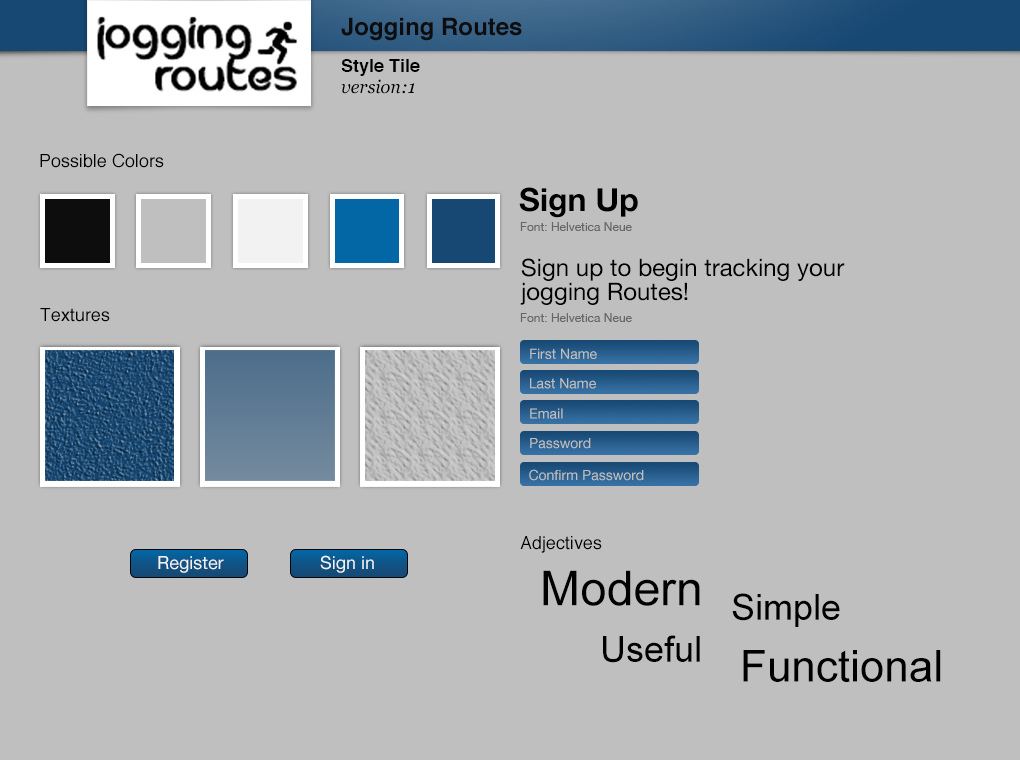 jogging
routes
Jogging Routes
Style Tile
version:1
Possible Colors
Textures
Register
Sign in
Sign Up
Font: Helvetica Neue
Sign up to begin tracking your
jogging Routes!
Font: Helvetica Neue
First Name
Last Name
Email
Password
Confirm Password
Adjectives
Modern
Simple
Useful
Functional